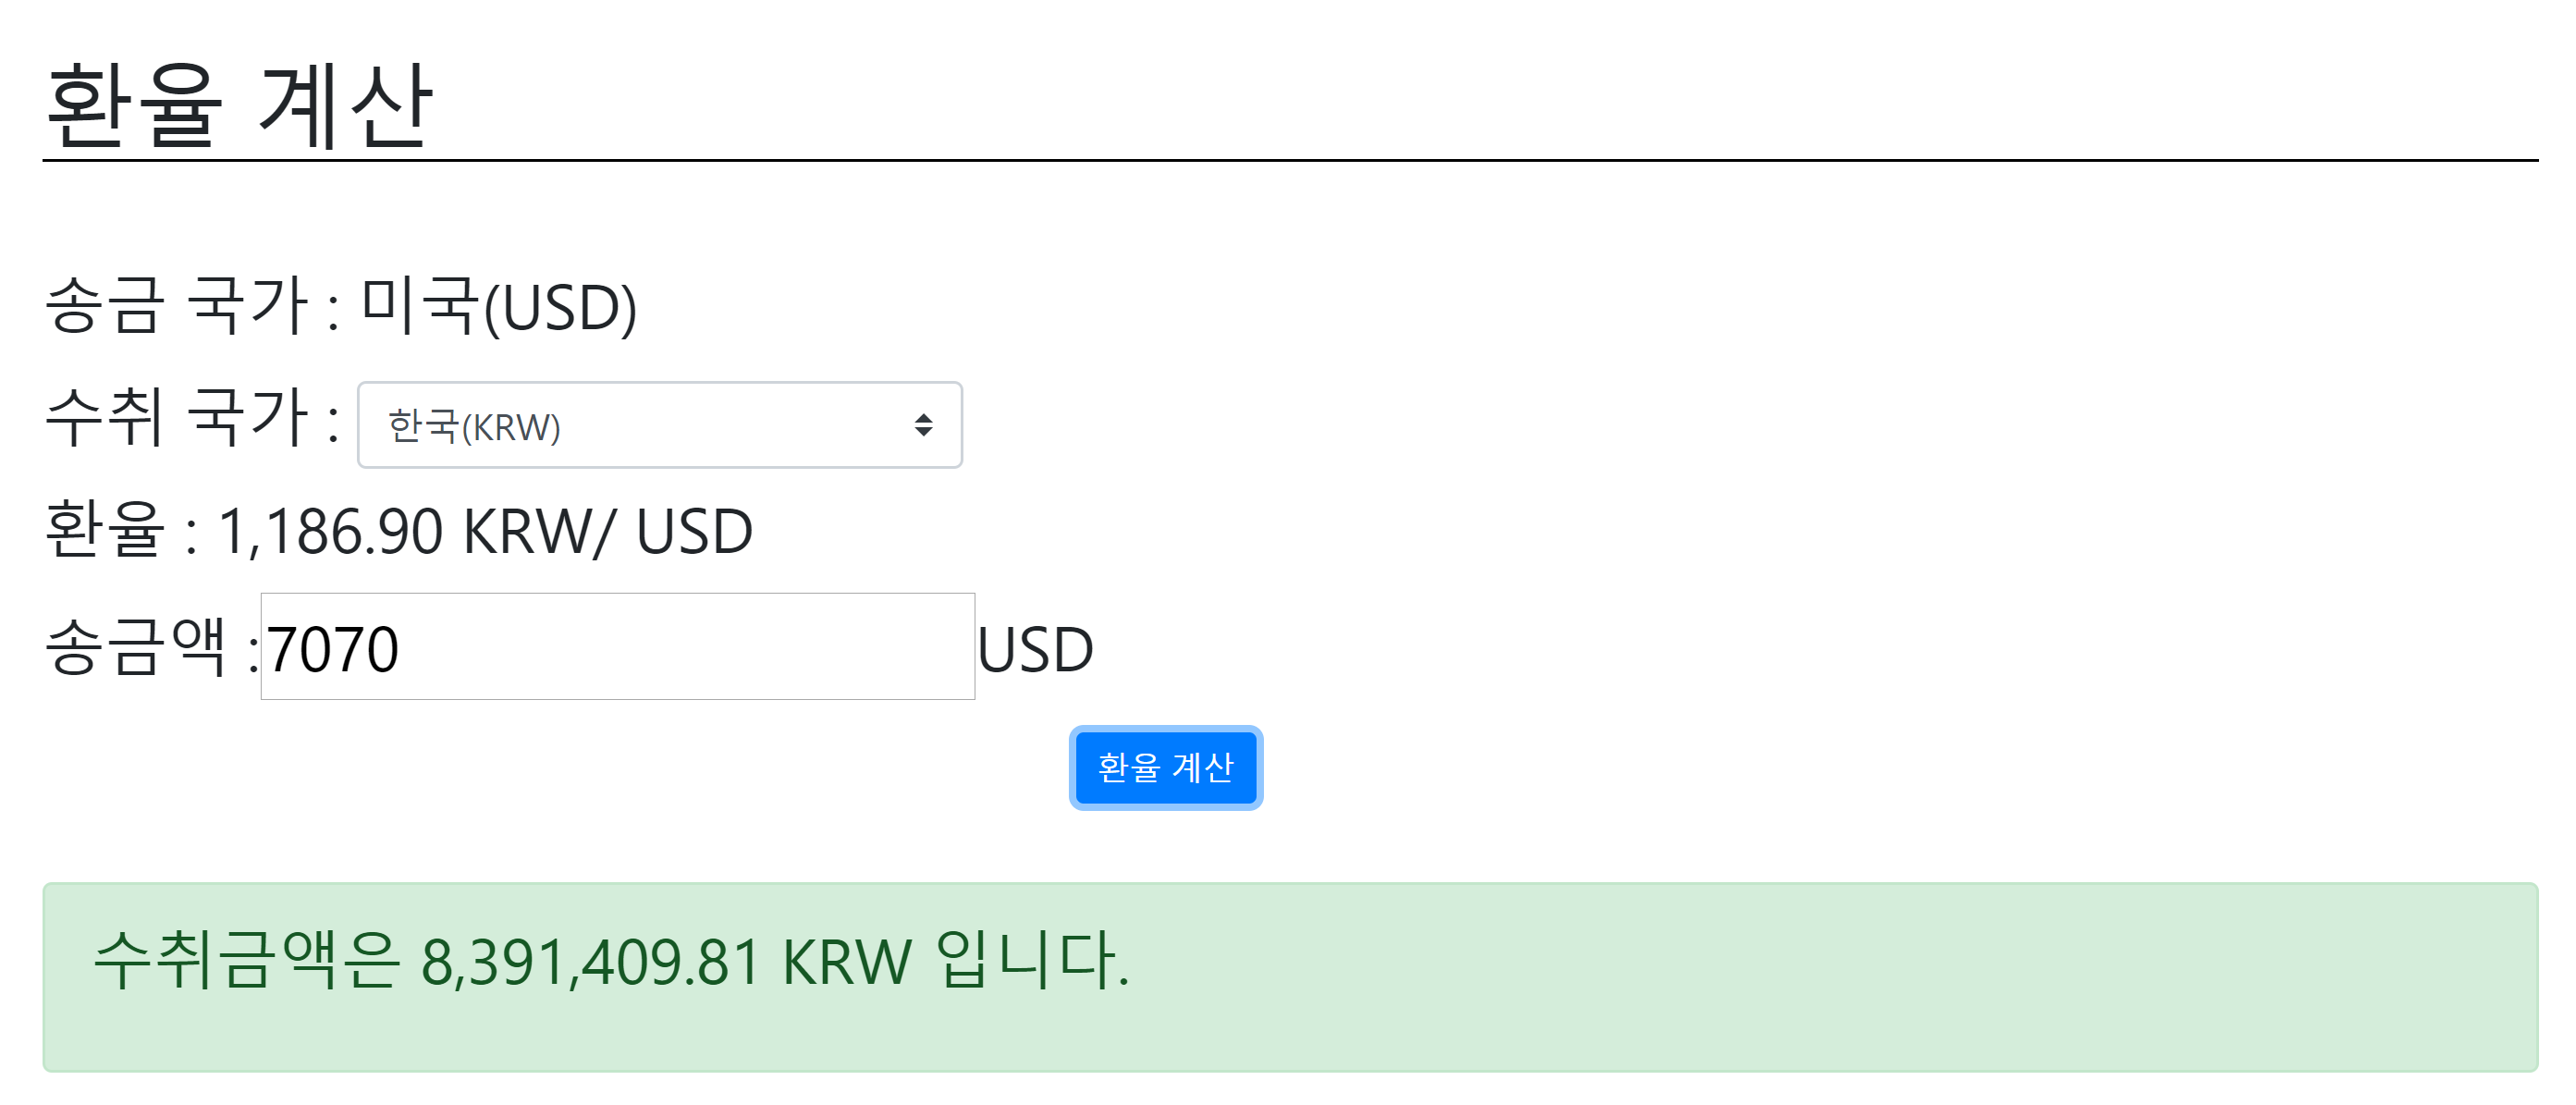 환율 계산
송금 국가 : 미국(USD)
수취 국가 : 한국(KRW)
환율 : 1,186.90 KRW/ USD
송금액 :7070USD
환율 계산
수취금액은 8,391,409.81 KRW 입니다.